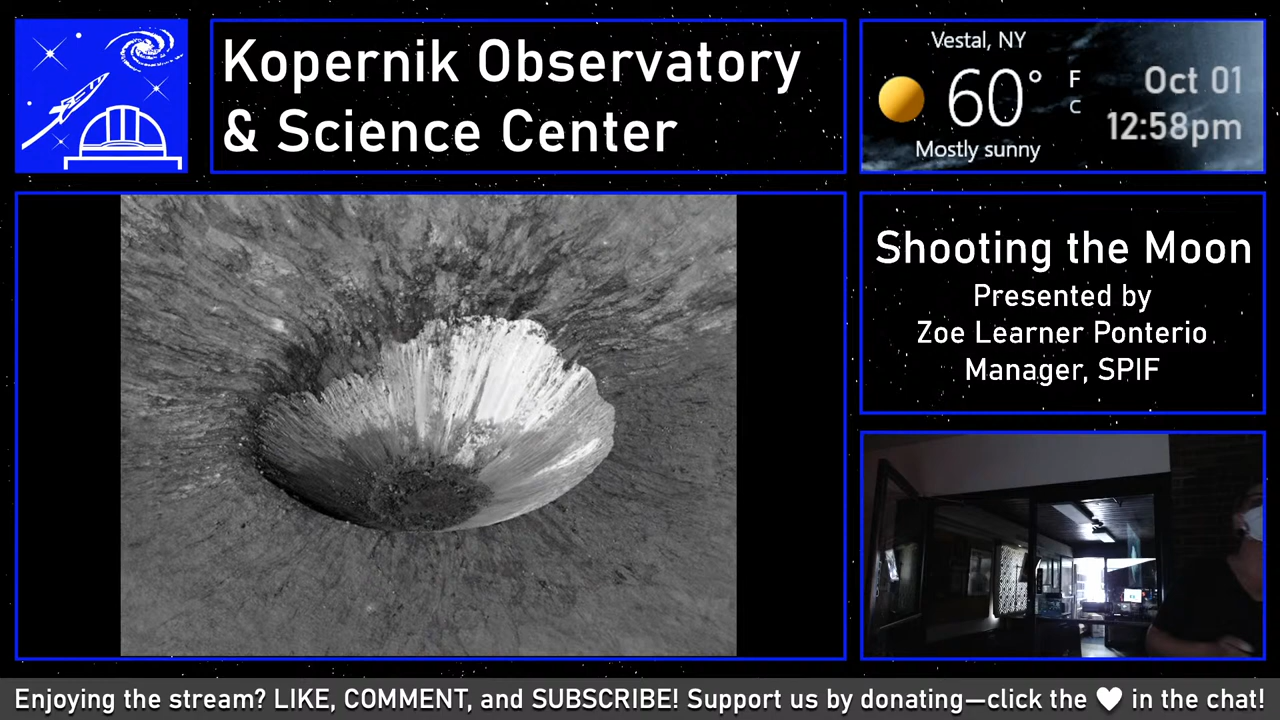 Kopernik Observatory
& Science Center
Vestal, NY
60° F
C
Mostly sunny
Oct 01
12:58pm
Shooting the Moon
Presented by
Zoe Learner Ponterio
Manager, SPIF
Enjoying the stream? LIKE, COMMENT, and SUBSCRIBE! Support us by donating—click the ♥ in the chat!